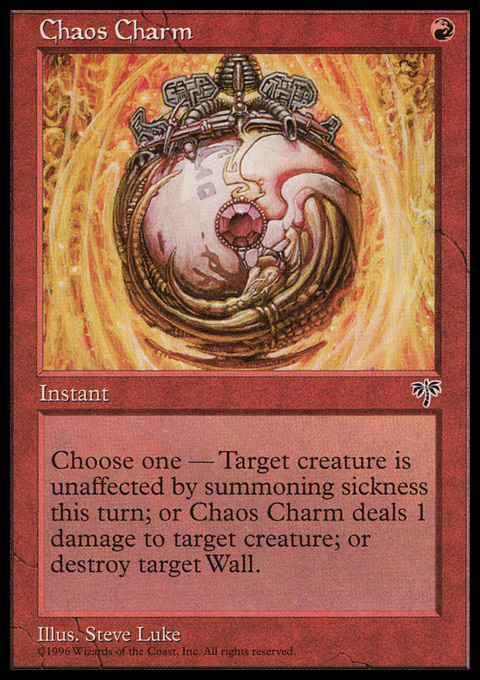 Chaos Charm
Instant
Choose one — Target creature is
unaffected by summoning sickness
this turn; or Chaos Charm deals 1
damage to target creature; or
destroy target Wall.
Illus. Steve Luke
©1996 Wizards of the Coast, Inc. All rights reserved.